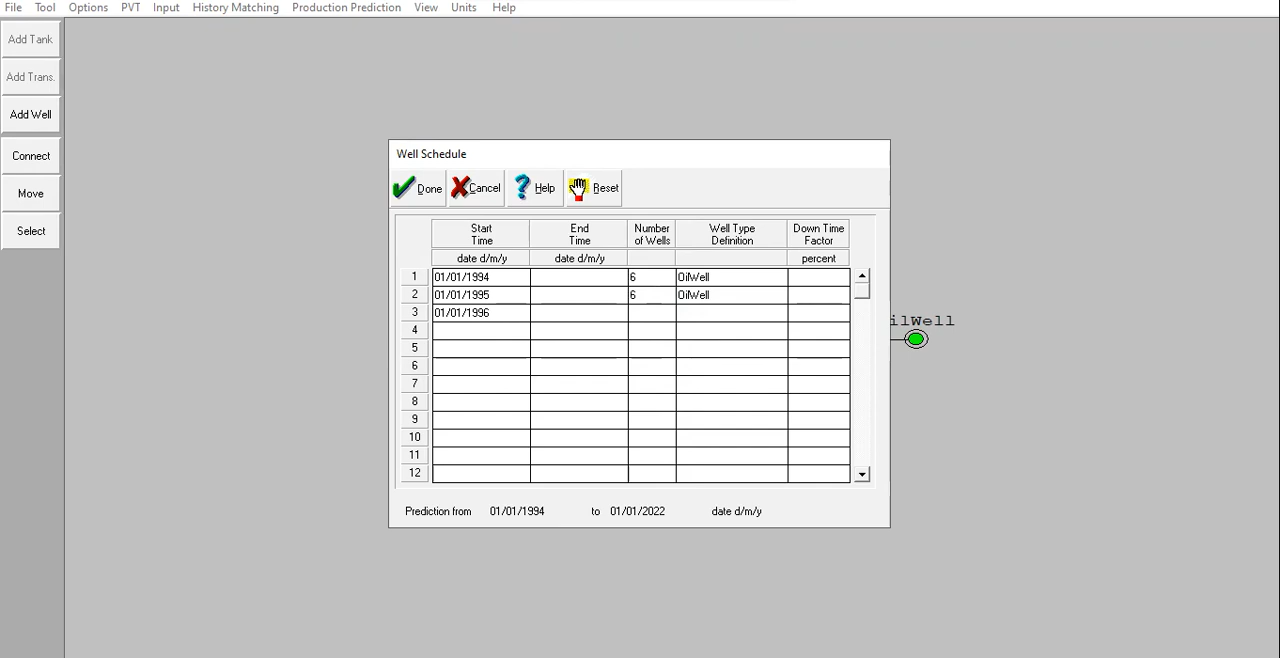 File Tool Options PVT Input History Matching Production Prediction View Units Help
Add Tank
Add Trans.
Add Well
Connect
Move
Select
Well Schedule
Done Cancel Help Reset
Start Time End Time Number of Wells Well Type Definition Down Time Factor
date d/m/y date d/m/y percent
1 01/01/1994 6 OilWell
2 01/01/1995 6 OilWell
3 01/01/1996
4
5
6
7
8
9
10
11
12
Prediction from 01/01/1994 to 01/01/2022 date d/m/y
ilWell